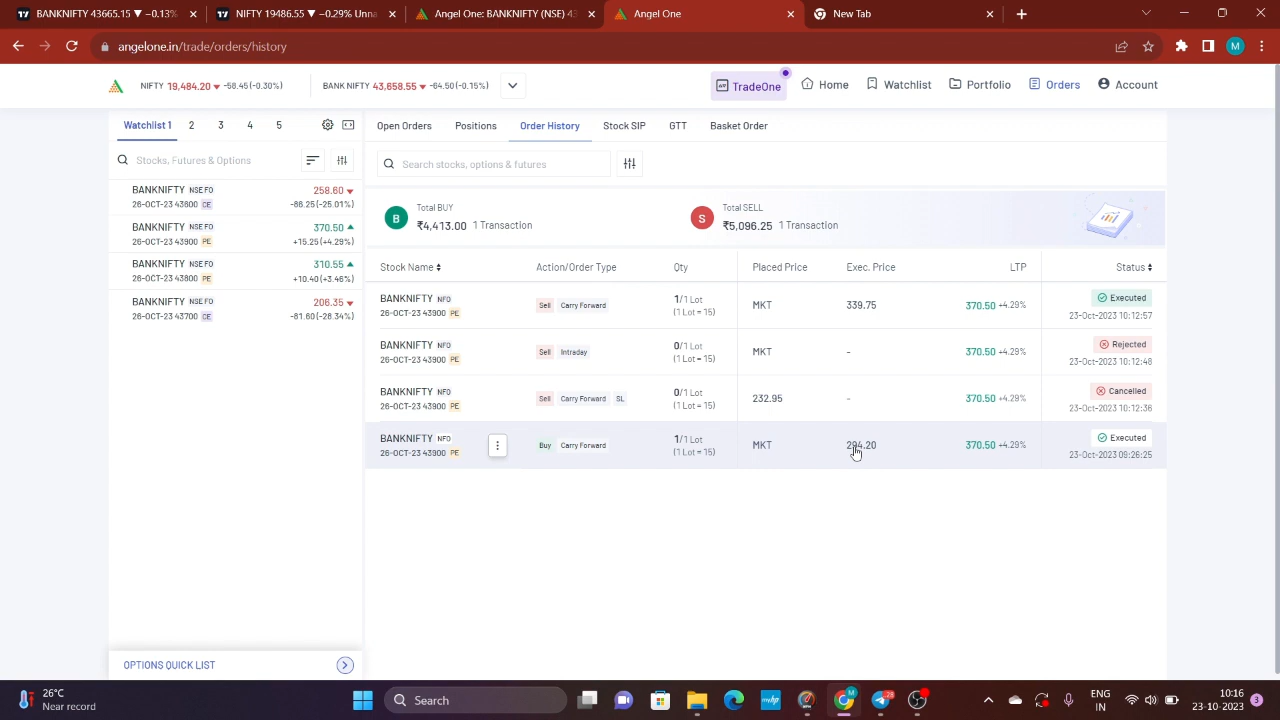 BANKNIFTY 43665.15 ▼ −0.13%
NIFTY 19486.55 ▼ −0.29% Unna
Angel One: BANKNIFTY (NSE) 43
Angel One
New Tab
angelone.in/trade/orders/history
M
NIFTY 19,484.20 ▼ -58.45(-0.30%)
BANK NIFTY 43,658.55 ▼ -64.50(-0.15%)
TradeOne
Home
Watchlist
Portfolio
Orders
Account
Watchlist 1 2 3 4 5
Open Orders Positions Order History Stock SIP GTT Basket Order
Stocks, Futures & Options
Search stocks, options & futures
BANKNIFTY NSE FO 258.60 ▼
26-OCT-23 43600 CE -86.25(-25.01%)
BANKNIFTY NSE FO 370.50 ▲
26-OCT-23 43900 PE +15.25(+4.29%)
BANKNIFTY NSE FO 310.55 ▲
26-OCT-23 43800 PE +10.40(+3.46%)
BANKNIFTY NSE FO 206.35 ▼
26-OCT-23 43700 CE -81.60(-28.34%)
OPTIONS QUICK LIST
B Total BUY
₹4,413.00 1 Transaction
S Total SELL
₹5,096.25 1 Transaction
Stock Name Action/Order Type Qty Placed Price Exec. Price LTP Status
BANKNIFTY NFO
26-OCT-23 43900 PE
Sell Carry Forward
1/1 Lot
(1 Lot = 15)
MKT 339.75 370.50 +4.29%
Executed
23-Oct-2023 10:12:57
BANKNIFTY NFO
26-OCT-23 43900 PE
Sell Intraday
0/1 Lot
(1 Lot = 15)
MKT - 370.50 +4.29%
Rejected
23-Oct-2023 10:12:48
BANKNIFTY NFO
26-OCT-23 43900 PE
Sell Carry Forward SL
0/1 Lot
(1 Lot = 15)
232.95 - 370.50 +4.29%
Cancelled
23-Oct-2023 10:12:36
BANKNIFTY NFO
26-OCT-23 43900 PE
Buy Carry Forward
1/1 Lot
(1 Lot = 15)
MKT 294.20 370.50 +4.29%
Executed
23-Oct-2023 09:26:25
26°C
Near record
Search
myhp
M
28
ENG
IN
10:16
23-10-2023
3